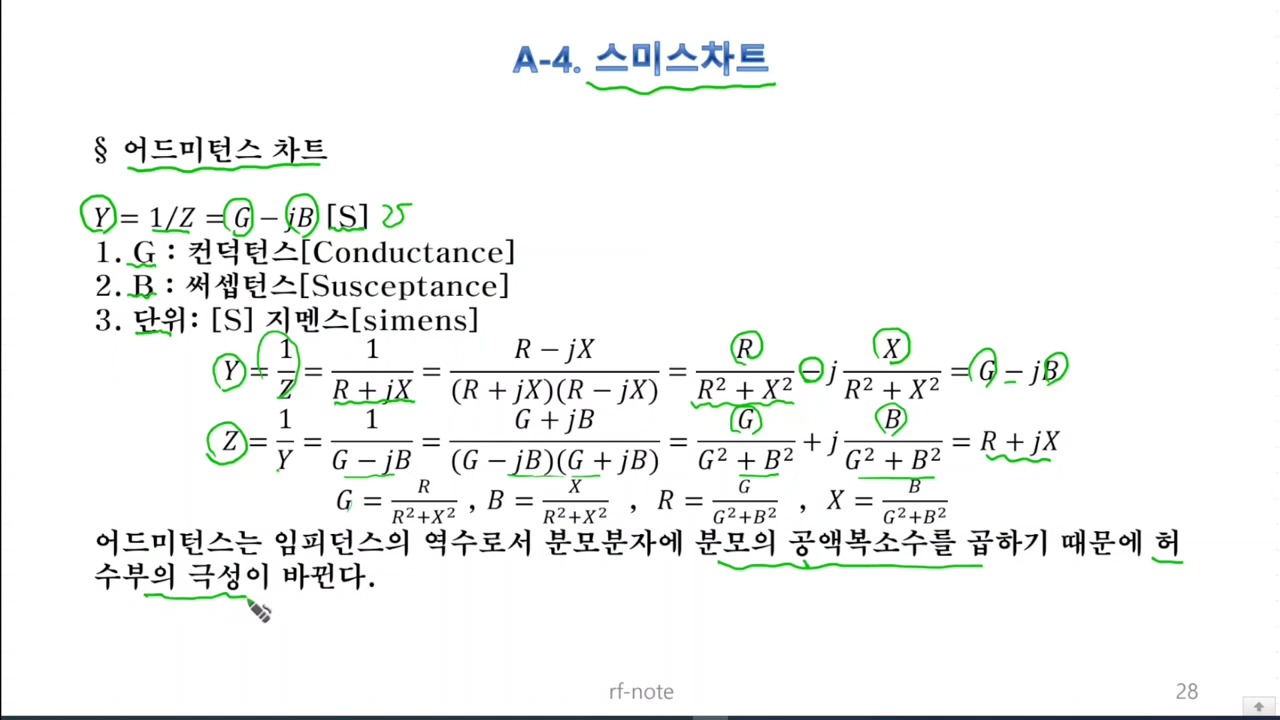 A-4. 스미스차트
§ 어드미턴스 차트
Y = 1/Z = G − jB [S] 25
1. G : 컨덕턴스[Conductance]
2. B : 써셉턴스[Susceptance]
3. 단위: [S] 지멘스[simens]
Y = 1/Z = 1/(R + jX) = (R − jX)/((R + jX)(R − jX)) = R/(R² + X²) − j X/(R² + X²) = G − jB
Z = 1/Y = 1/(G − jB) = (G + jB)/((G − jB)(G + jB)) = G/(G² + B²) + j B/(G² + B²) = R + jX
G = R/(R²+X²) , B = X/(R²+X²) , R = G/(G²+B²) , X = B/(G²+B²)
어드미턴스는 임피던스의 역수로서 분모분자에 분모의 공액복소수를 곱하기 때문에 허
수부의 극성이 바뀐다.
rf-note
28